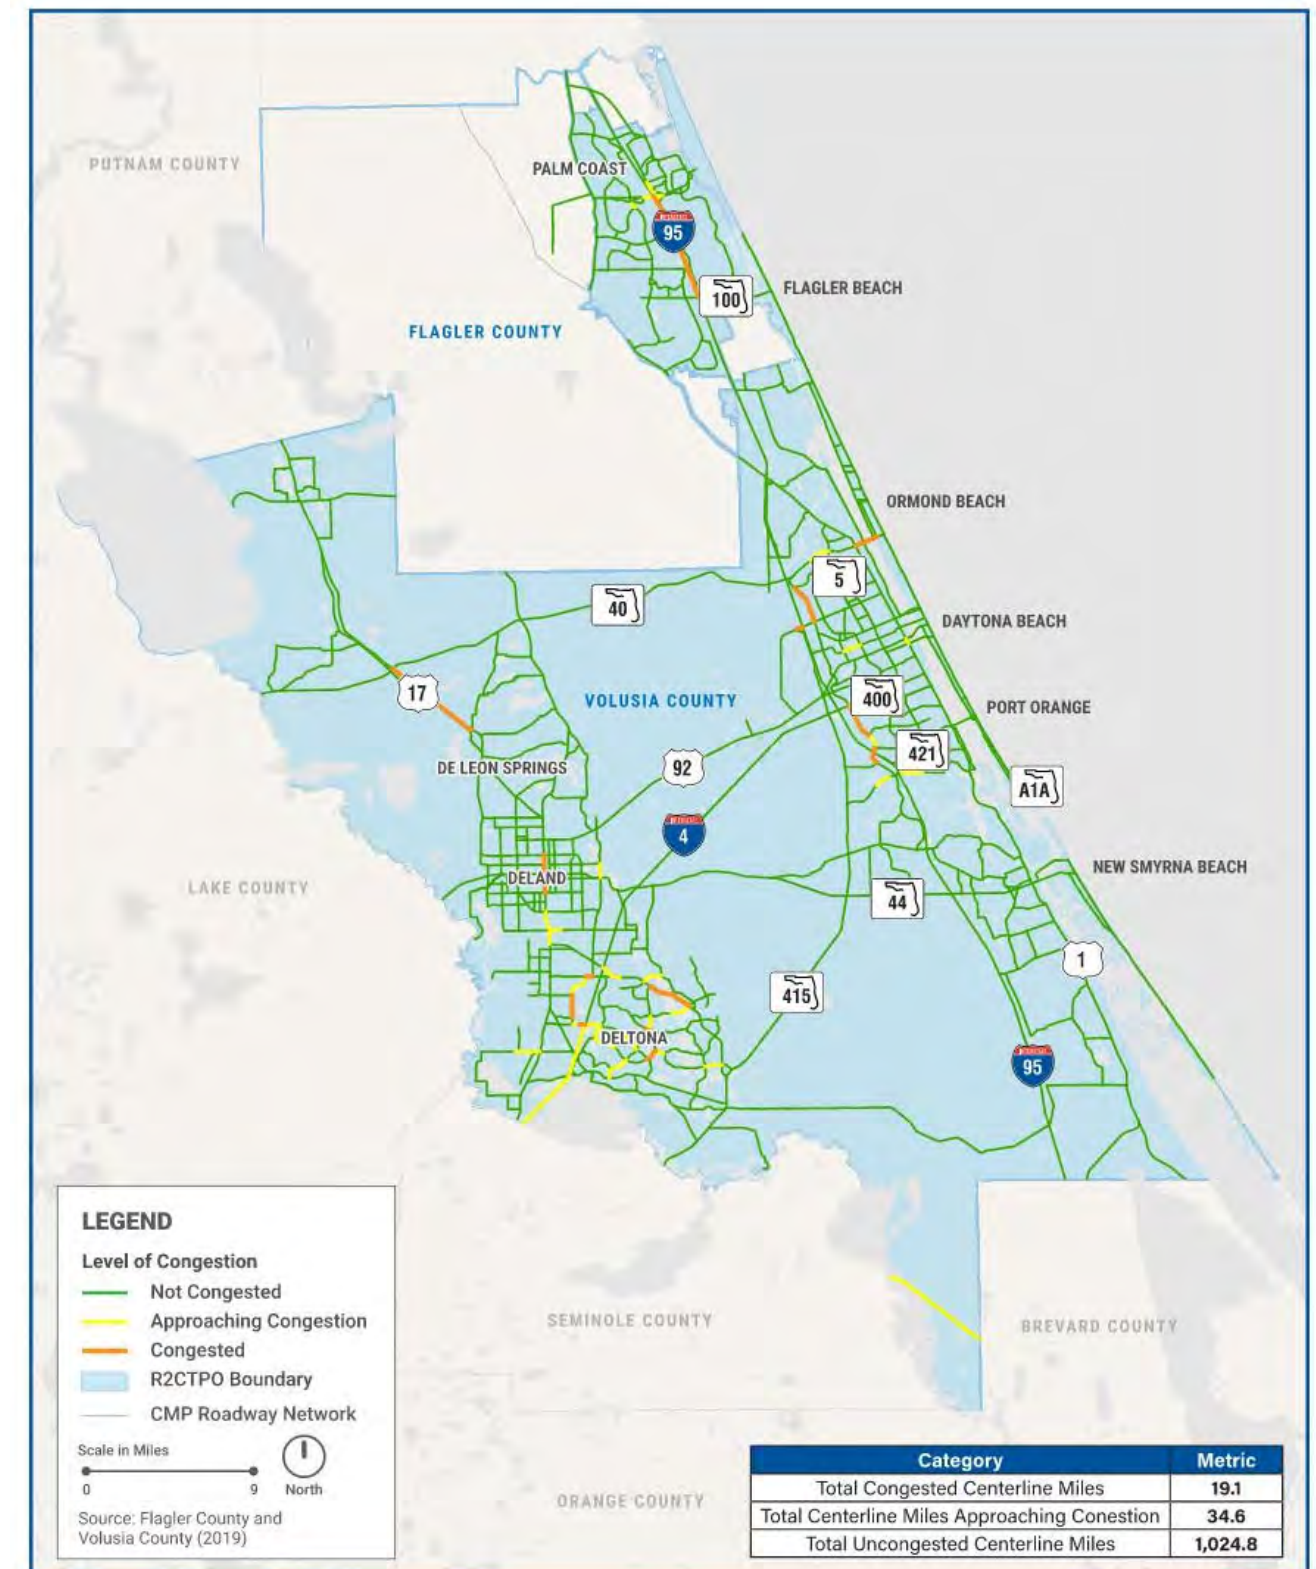 PUTNAM COUNTY
PALM COAST
INTERSTATE
95
100
FLAGLER BEACH
FLAGLER COUNTY
ORMOND BEACH
5
40
DAYTONA BEACH
17
VOLUSIA COUNTY
400
PORT ORANGE
421
DE LEON SPRINGS
92
A1A
INTERSTATE
4
NEW SMYRNA BEACH
LAKE COUNTY
DELAND
44
1
415
DELTONA
INTERSTATE
95
LEGEND
Level of Congestion
Not Congested
Approaching Congestion
Congested
R2CTPO Boundary
CMP Roadway Network
Scale in Miles
0 9 North
Source: Flagler County and
Volusia County (2019)
SEMINOLE COUNTY
BREVARD COUNTY
ORANGE COUNTY
Category Metric
Total Congested Centerline Miles 19.1
Total Centerline Miles Approaching Conestion 34.6
Total Uncongested Centerline Miles 1,024.8